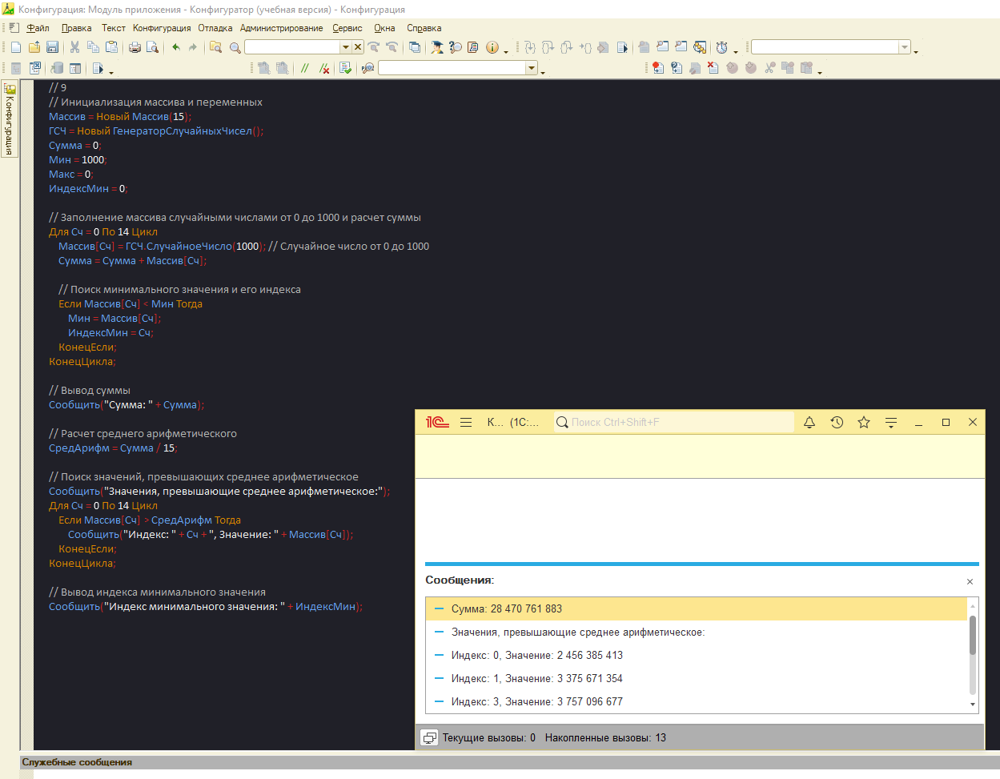 Конфигурация: Модуль приложения - Конфигуратор (учебная версия) - Конфигурация
Файл Правка Текст Конфигурация Отладка Администрирование Сервис Окна Справка
Конфигурация
// 9
// Инициализация массива и переменных
Массив = Новый Массив(15);
ГСЧ = Новый ГенераторСлучайныхЧисел();
Сумма = 0;
Мин = 1000;
Макс = 0;
ИндексМин = 0;
// Заполнение массива случайными числами от 0 до 1000 и расчет суммы
Для Сч = 0 По 14 Цикл
Массив[Сч] = ГСЧ.СлучайноеЧисло(1000); // Случайное число от 0 до 1000
Сумма = Сумма + Массив[Сч];
// Поиск минимального значения и его индекса
Если Массив[Сч] < Мин Тогда
Мин = Массив[Сч];
ИндексМин = Сч;
КонецЕсли;
КонецЦикла;
// Вывод суммы
Сообщить("Сумма: " + Сумма);
// Расчет среднего арифметического
СредАрифм = Сумма / 15;
// Поиск значений, превышающих среднее арифметическое
Сообщить("Значения, превышающие среднее арифметическое:");
Для Сч = 0 По 14 Цикл
Если Массив[Сч] > СредАрифм Тогда
Сообщить("Индекс: " + Сч + ", Значение: " + Массив[Сч]);
КонецЕсли;
КонецЦикла;
// Вывод индекса минимального значения
Сообщить("Индекс минимального значения: " + ИндексМин);
1С К... (1С:... Поиск Ctrl+Shift+F
Сообщения:
Сумма: 28 470 761 883
Значения, превышающие среднее арифметическое:
Индекс: 0, Значение: 2 456 385 413
Индекс: 1, Значение: 3 375 671 354
Индекс: 3, Значение: 3 757 096 677
Текущие вызовы: 0 Накопленные вызовы: 13
Служебные сообщения